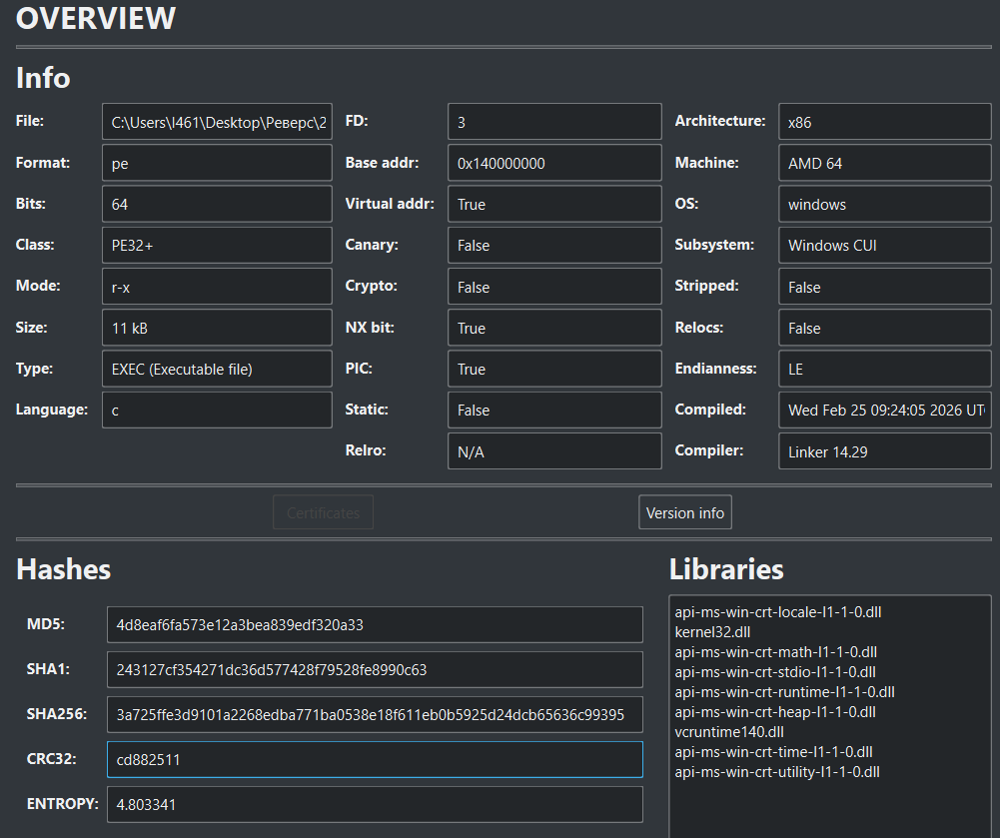 OVERVIEW
Info
File: C:\Users\I461\Desktop\Реверс\2 FD: 3 Architecture: x86
Format: pe Base addr: 0x140000000 Machine: AMD 64
Bits: 64 Virtual addr: True OS: windows
Class: PE32+ Canary: False Subsystem: Windows CUI
Mode: r-x Crypto: False Stripped: False
Size: 11 kB NX bit: True Relocs: False
Type: EXEC (Executable file) PIC: True Endianness: LE
Language: c Static: False Compiled: Wed Feb 25 09:24:05 2026 UT
Relro: N/A Compiler: Linker 14.29
Certificates Version info
Hashes
MD5: 4d8eaf6fa573e12a3bea839edf320a33
SHA1: 243127cf354271dc36d577428f79528fe8990c63
SHA256: 3a725ffe3d9101a2268edba771ba0538e18f611eb0b5925d24dcb65636c99395
CRC32: cd882511
ENTROPY: 4.803341
Libraries
api-ms-win-crt-locale-l1-1-0.dll
kernel32.dll
api-ms-win-crt-math-l1-1-0.dll
api-ms-win-crt-stdio-l1-1-0.dll
api-ms-win-crt-runtime-l1-1-0.dll
api-ms-win-crt-heap-l1-1-0.dll
vcruntime140.dll
api-ms-win-crt-time-l1-1-0.dll
api-ms-win-crt-utility-l1-1-0.dll